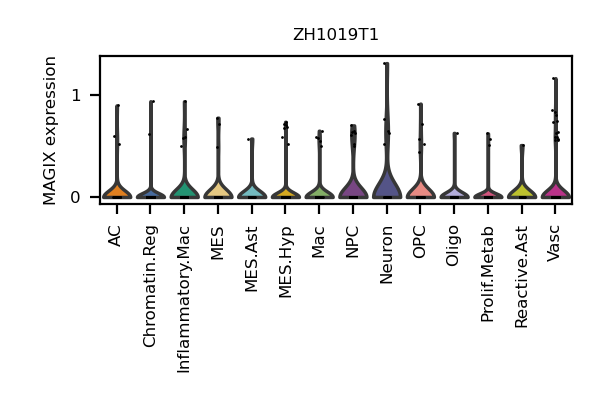 ZH1019T1
MAGIX expression
1
0
AC
Chromatin.Reg
Inflammatory.Mac
MES
MES.Ast
MES.Hyp
Mac
NPC
Neuron
OPC
Oligo
Prolif.Metab
Reactive.Ast
Vasc